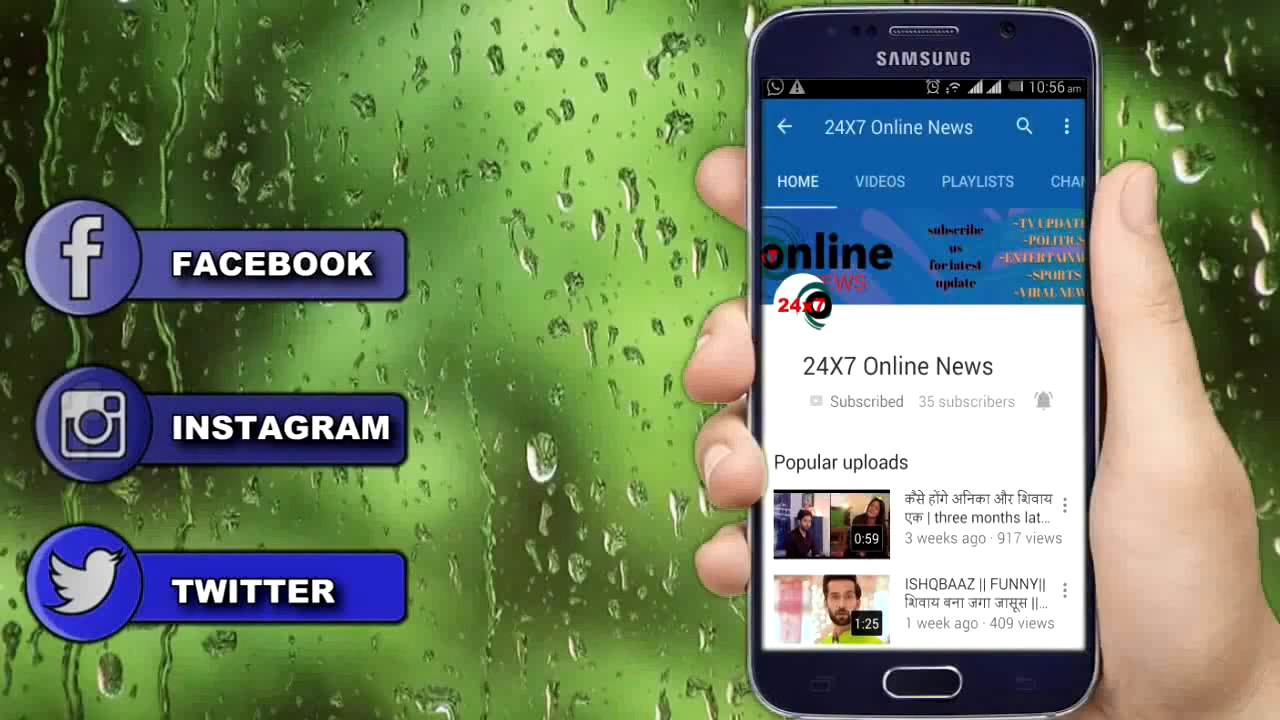 FACEBOOK
INSTAGRAM
TWITTER
SAMSUNG
10:56 am
24X7 Online News
HOME VIDEOS PLAYLISTS CHAN
online
NEWS
subscribe
us
for latest
update
~TV UPDATE
~POLITICS
~ENTERTAINM
~SPORTS
~VIRAL NEW
24x7
24X7 Online News
Subscribed 35 subscribers
Popular uploads
0:59
कैसे होंगे अनिका और शिवाय
एक | three months lat...
3 weeks ago · 917 views
1:25
ISHQBAAZ || FUNNY||
शिवाय बना जगा जासूस ||...
1 week ago · 409 views